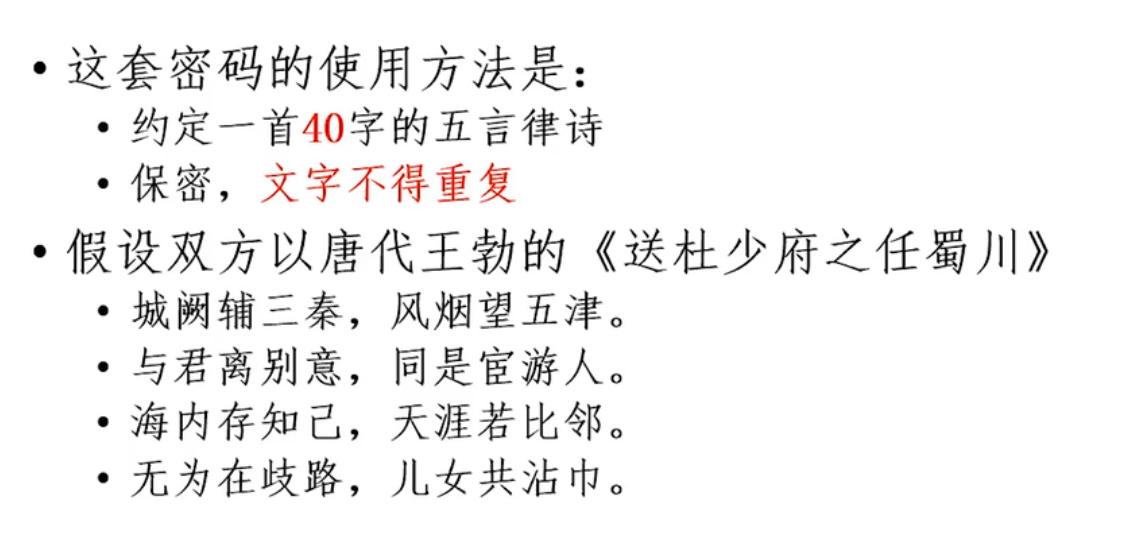 • 这套密码的使用方法是：
• 约定一首40字的五言律诗
• 保密，文字不得重复
• 假设双方以唐代王勃的《送杜少府之任蜀川》
• 城阙辅三秦，风烟望五津。
• 与君离别意，同是宦游人。
• 海内存知己，天涯若比邻。
• 无为在歧路，儿女共沾巾。